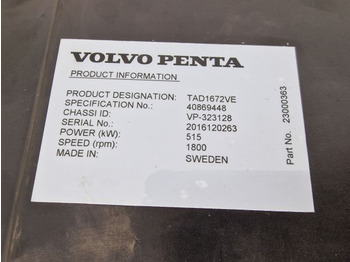 VOLVO PENTA
PRODUCT INFORMATION
PRODUCT DESIGNATION: TAD1672VE
SPECIFICATION No.: 40869448
CHASSI ID: VP-323128
SERIAL No.: 2016120263
POWER (kW): 515
SPEED (rpm): 1800
MADE IN: SWEDEN
Part No. 23000363